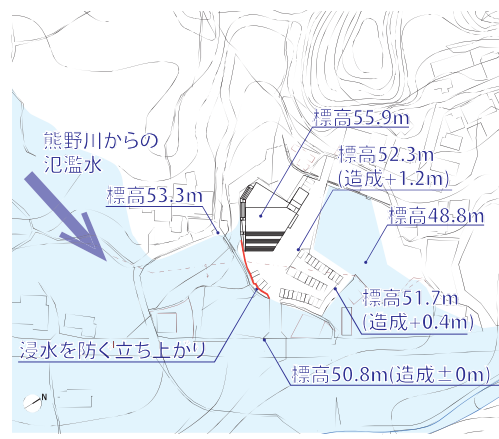 標高55.9m
熊野川からの
氾濫水
標高52.3m
(造成+1.2m)
標高53.3m
標高48.8m
標高51.7m
(造成+0.4m)
浸水を防ぐ立ち上かり
標高50.8m(造成±0m)
N